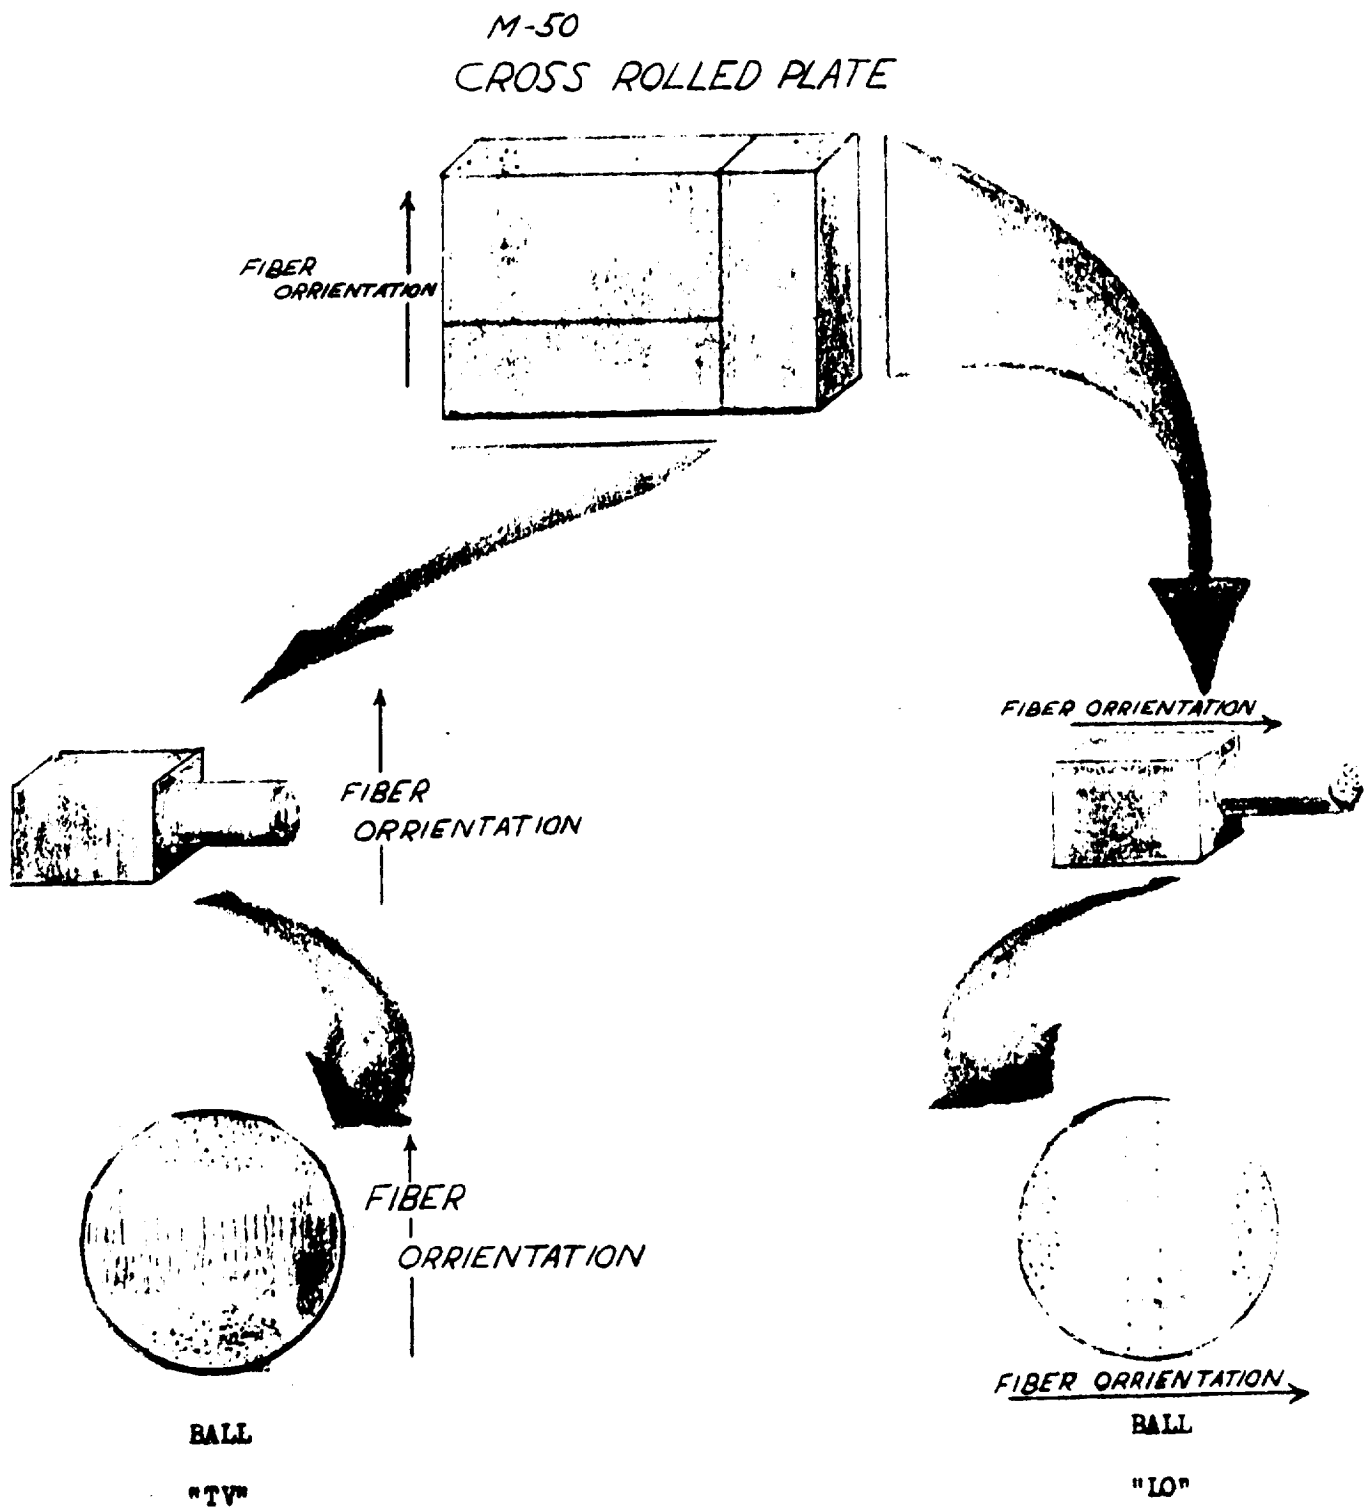 M-50
CROSS ROLLED PLATE
FIBER
ORRIENTATION
FIBER ORRIENTATION
FIBER
ORRIENTATION
FIBER
ORRIENTATION
FIBER ORRIENTATION
BALL
"TV"
BALL
"LO"